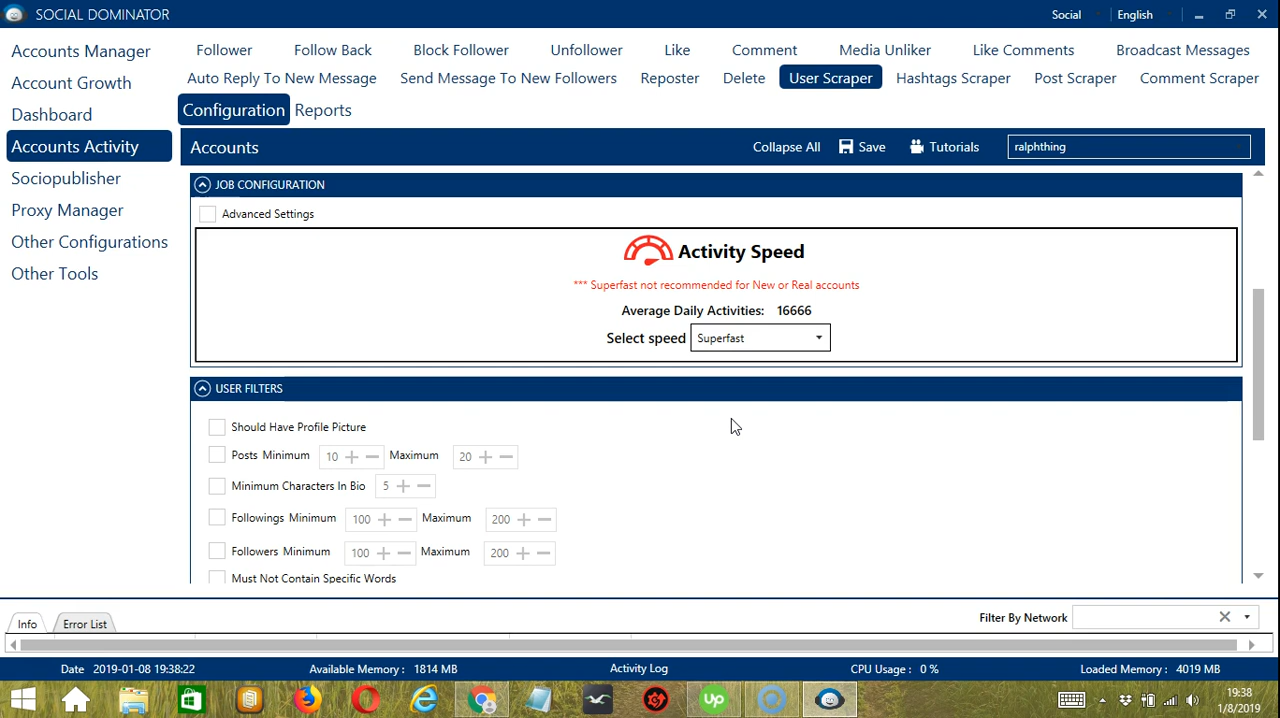 SOCIAL DOMINATOR
Social
English
Accounts Manager
Account Growth
Dashboard
Accounts Activity
Sociopublisher
Proxy Manager
Other Configurations
Other Tools
Follower Follow Back Block Follower Unfollower Like Comment Media Unliker Like Comments Broadcast Messages
Auto Reply To New Message Send Message To New Followers Reposter Delete User Scraper Hashtags Scraper Post Scraper Comment Scraper
Configuration Reports
Accounts Collapse All Save Tutorials ralphthing
JOB CONFIGURATION
Advanced Settings
Activity Speed
*** Superfast not recommended for New or Real accounts
Average Daily Activities: 16666
Select speed Superfast
USER FILTERS
Should Have Profile Picture
Posts Minimum 10 + − Maximum 20 + −
Minimum Characters In Bio 5 + −
Followings Minimum 100 + − Maximum 200 + −
Followers Minimum 100 + − Maximum 200 + −
Must Not Contain Specific Words
Info Error List Filter By Network
Date 2019-01-08 19:38:22 Available Memory : 1814 MB Activity Log CPU Usage : 0 % Loaded Memory : 4019 MB
up
19:38
1/8/2019